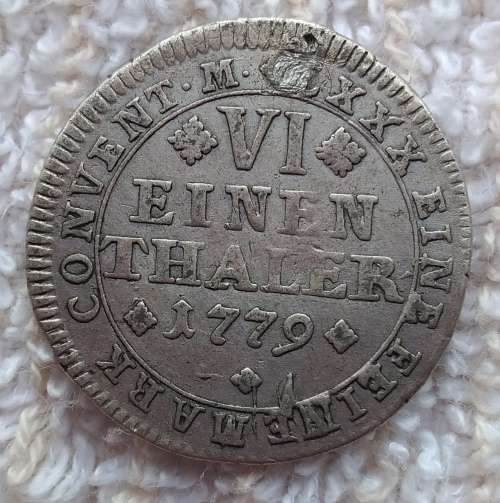 VI
EINEN
THALER
1779
LXXX EINE FEINE MARK CONVENT · M ·